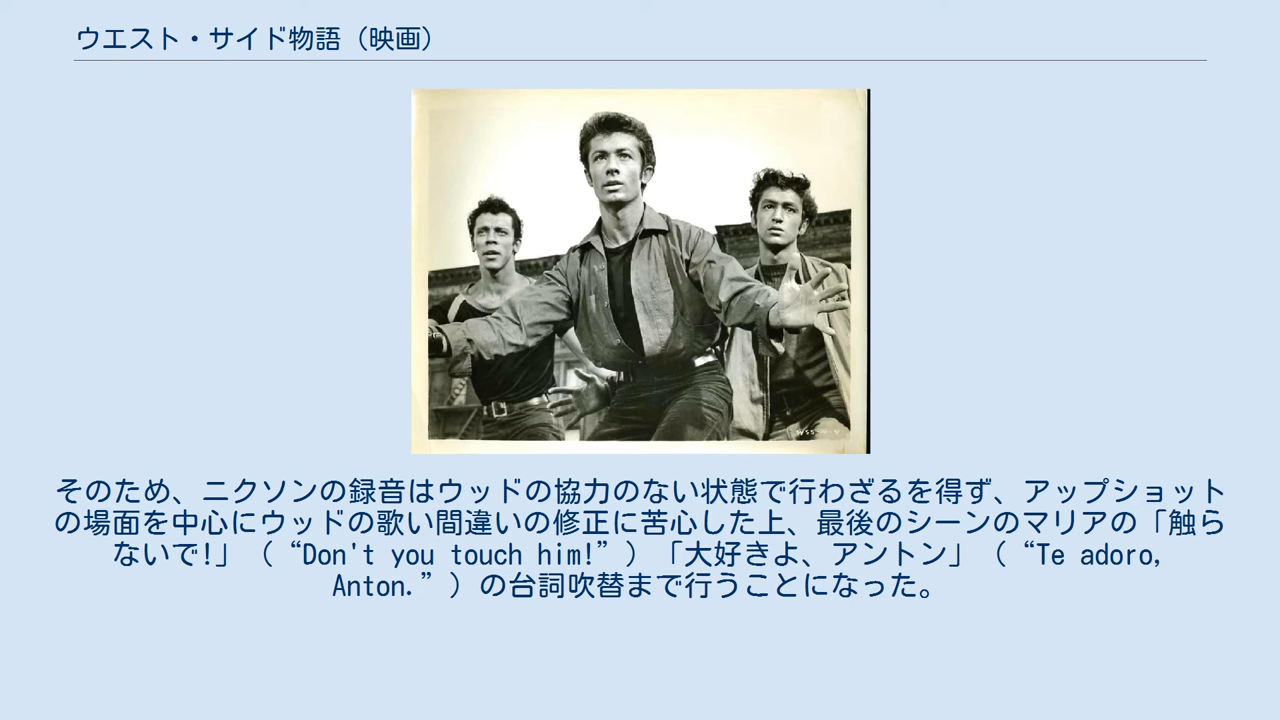 ウエスト・サイド物語（映画）
そのため、ニクソンの録音はウッドの協力のない状態で行わざるを得ず、アップショット
の場面を中心にウッドの歌い間違いの修正に苦心した上、最後のシーンのマリアの「触ら
ないで!」（“Don't you touch him!”）「大好きよ、アントン」（“Te adoro,
Anton.”）の台詞吹替まで行うことになった。